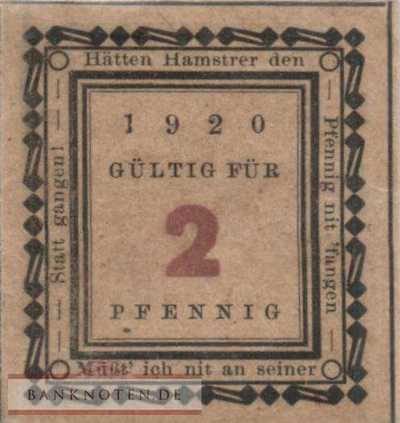 Hätten Hamstrer den
Pfennig nit 'fangen
Müßt' ich nit an seiner
Statt gangen!
1920
GÜLTIG FÜR
2
PFENNIG
BANKNOTEN.DE